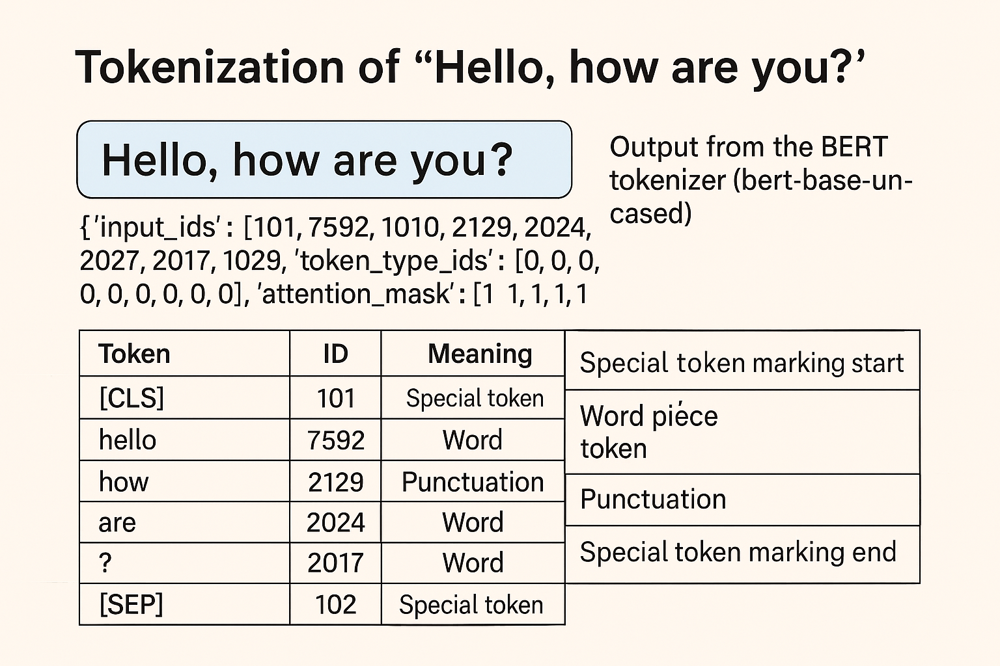 Tokenization of “Hello, how are you?’
Hello, how are you?
Output from the BERT
tokenizer (bert-base-un-
cased)
{'input_ids': [101, 7592, 1010, 2129, 2024,
2027, 2017, 1029, 'token_type_ids': [0, 0, 0,
0, 0, 0, 0, 0, 0], 'attention_mask': [1 1, 1, 1, 1
Token ID Meaning
[CLS] 101 Special token
hello 7592 Word
how 2129 Punctuation
are 2024 Word
? 2017 Word
[SEP] 102 Special token
Special token marking start
Word piéce
token
Punctuation
Special token marking end